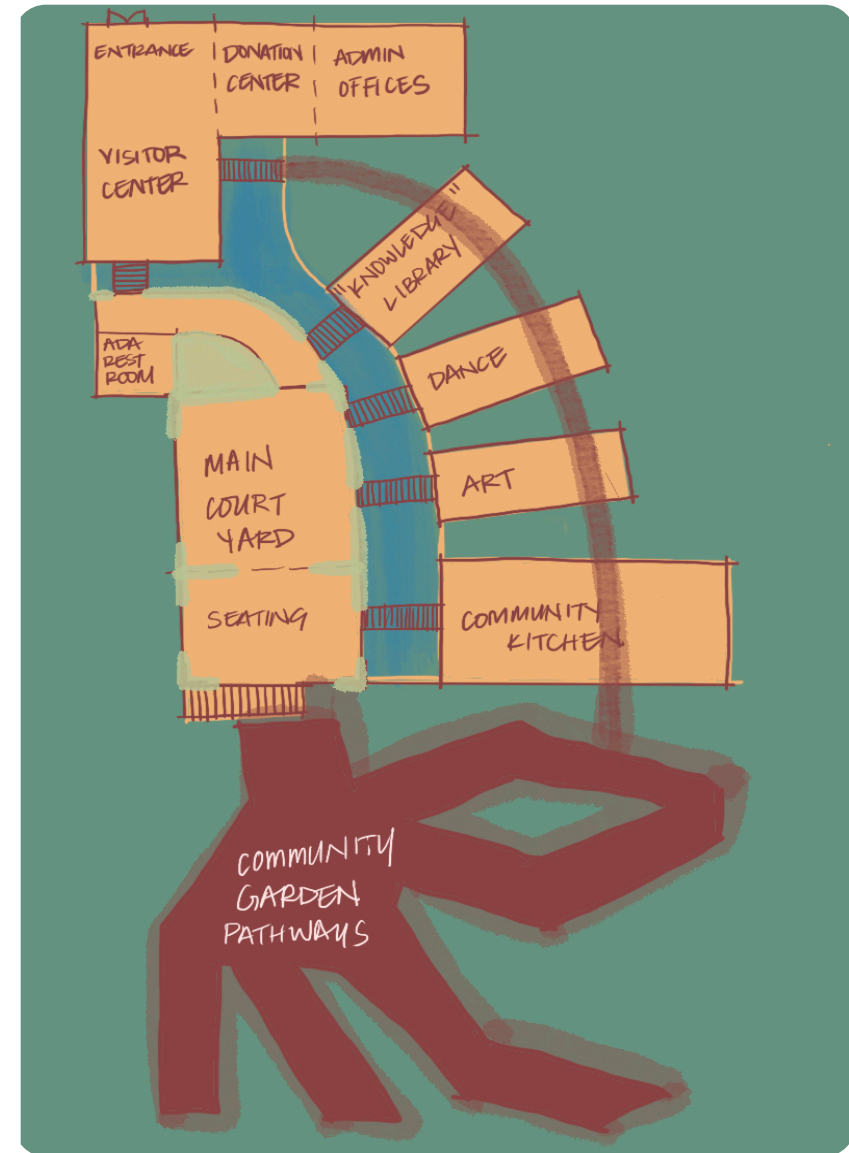 ENTRANCE
DONATION
CENTER
ADMIN
OFFICES
VISITOR
CENTER
"KNOWLEDGE"
LIBRARY
ADA
REST
ROOM
DANCE
MAIN
COURT
YARD
ART
SEATING
COMMUNITY
KITCHEN
COMMUNITY
GARDEN
PATHWAYS